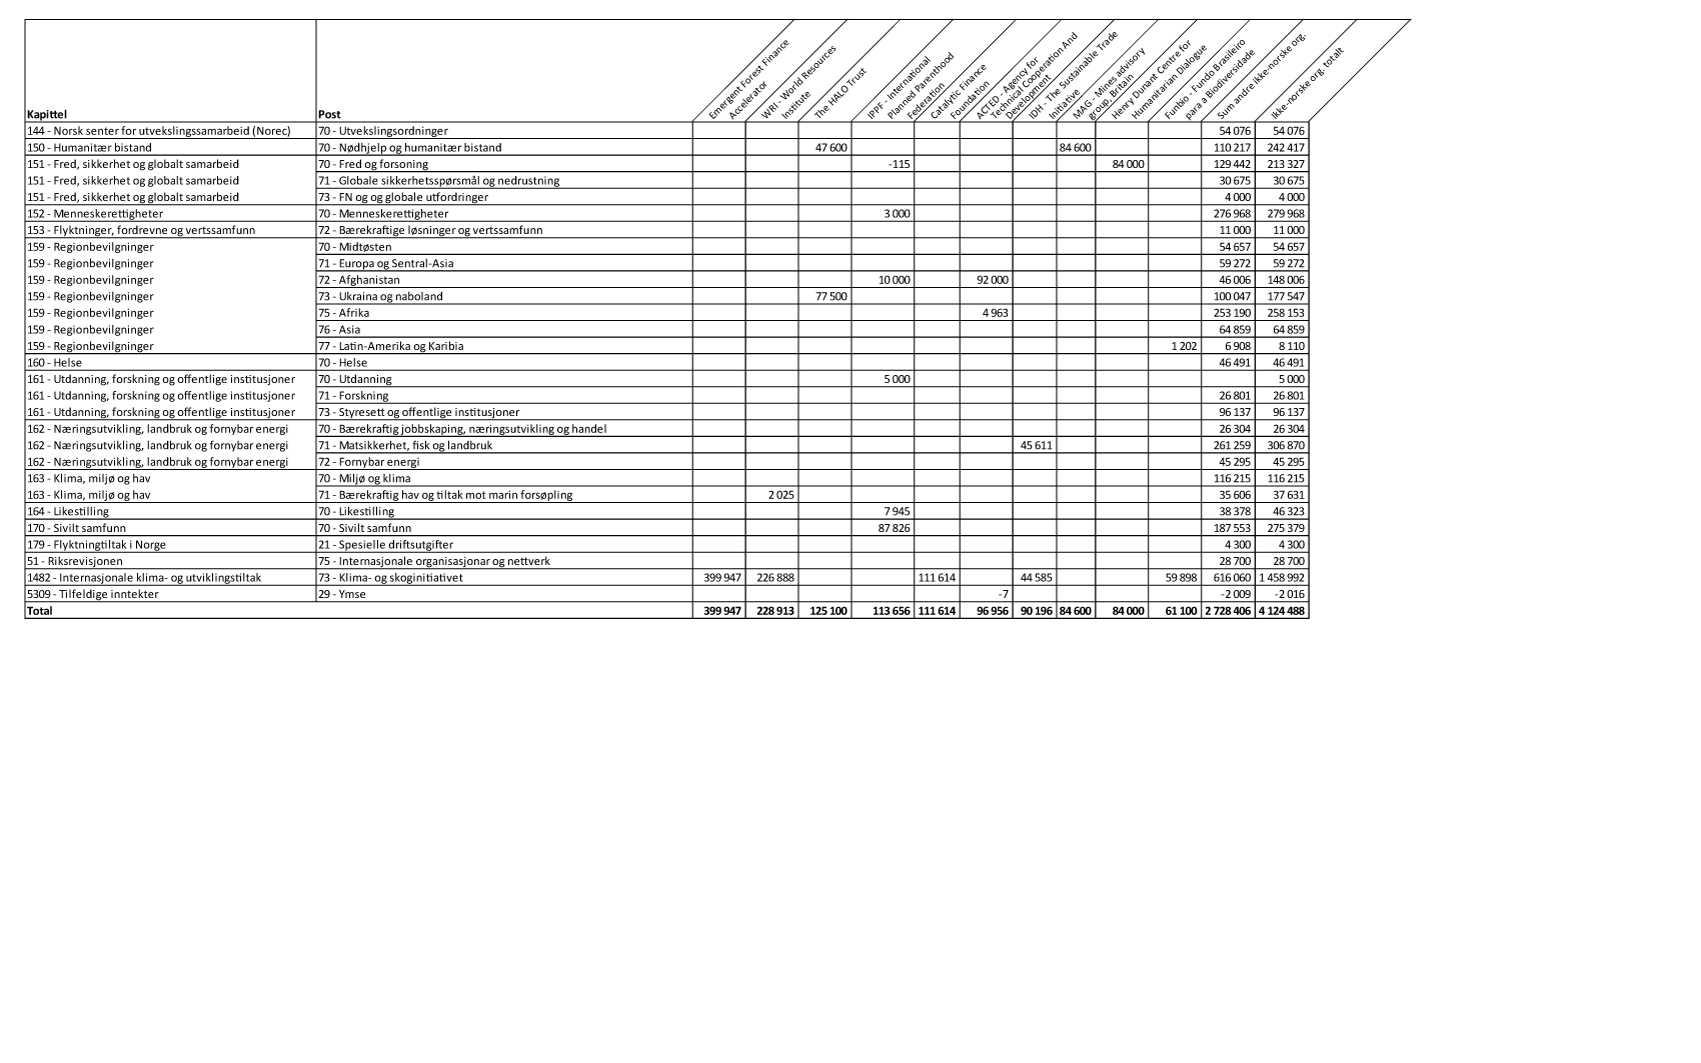 Kapittel Post Emergent Forest Finance Accelerator WRI - World Resources Institute The HALO Trust IPPF - International Planned Parenthood Federation Catalytic Finance Foundation ACTED - Agency for Technical Cooperation And Development IDH - The Sustainable Trade Initiative MAG - Mines advisory group, Britain Henry Dunant Centre for Humanitarian Dialogue Funbio - Fundo Brasileiro para a Biodiversidade Sum andre ikke-norske org. Ikke-norske org. totalt
144 - Norsk senter for utvekslingssamarbeid (Norec) 70 - Utvekslingsordninger 54 076 54 076
150 - Humanitær bistand 70 - Nødhjelp og humanitær bistand 47 600 84 600 110 217 242 417
151 - Fred, sikkerhet og globalt samarbeid 70 - Fred og forsoning -115 84 000 129 442 213 327
151 - Fred, sikkerhet og globalt samarbeid 71 - Globale sikkerhetsspørsmål og nedrustning 30 675 30 675
151 - Fred, sikkerhet og globalt samarbeid 73 - FN og og globale utfordringer 4 000 4 000
152 - Menneskerettigheter 70 - Menneskerettigheter 3 000 276 968 279 968
153 - Flyktninger, fordrevne og vertssamfunn 72 - Bærekraftige løsninger og vertssamfunn 11 000 11 000
159 - Regionbevilgninger 70 - Midtøsten 54 657 54 657
159 - Regionbevilgninger 71 - Europa og Sentral-Asia 59 272 59 272
159 - Regionbevilgninger 72 - Afghanistan 10 000 92 000 46 006 148 006
159 - Regionbevilgninger 73 - Ukraina og naboland 77 500 100 047 177 547
159 - Regionbevilgninger 75 - Afrika 4 963 253 190 258 153
159 - Regionbevilgninger 76 - Asia 64 859 64 859
159 - Regionbevilgninger 77 - Latin-Amerika og Karibia 1 202 6 908 8 110
160 - Helse 70 - Helse 46 491 46 491
161 - Utdanning, forskning og offentlige institusjoner 70 - Utdanning 5 000 5 000
161 - Utdanning, forskning og offentlige institusjoner 71 - Forskning 26 801 26 801
161 - Utdanning, forskning og offentlige institusjoner 73 - Styresett og offentlige institusjoner 96 137 96 137
162 - Næringsutvikling, landbruk og fornybar energi 70 - Bærekraftig jobbskaping, næringsutvikling og handel 26 304 26 304
162 - Næringsutvikling, landbruk og fornybar energi 71 - Matsikkerhet, fisk og landbruk 45 611 261 259 306 870
162 - Næringsutvikling, landbruk og fornybar energi 72 - Fornybar energi 45 295 45 295
163 - Klima, miljø og hav 70 - Miljø og klima 116 215 116 215
163 - Klima, miljø og hav 71 - Bærekraftig hav og tiltak mot marin forsøpling 2 025 35 606 37 631
164 - Likestilling 70 - Likestilling 7 945 38 378 46 323
170 - Sivilt samfunn 70 - Sivilt samfunn 87 826 187 553 275 379
179 - Flyktningtiltak i Norge 21 - Spesielle driftsutgifter 4 300 4 300
51 - Riksrevisjonen 75 - Internasjonale organisasjonar og nettverk 28 700 28 700
1482 - Internasjonale klima- og utviklingstiltak 73 - Klima- og skoginitiativet 399 947 226 888 111 614 44 585 59 898 616 060 1 458 992
5309 - Tilfeldige inntekter 29 - Ymse -7 -2 009 -2 016
Total 399 947 228 913 125 100 113 656 111 614 96 956 90 196 84 600 84 000 61 100 2 728 406 4 124 488